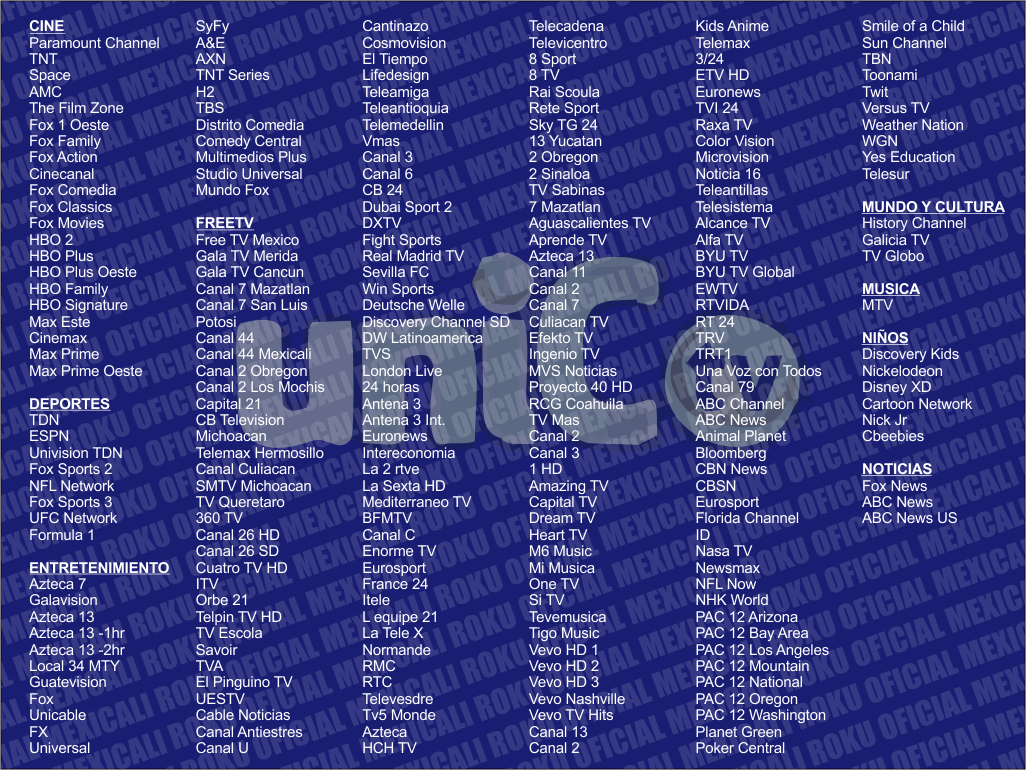 CINE
Paramount Channel
TNT
Space
AMC
The Film Zone
Fox 1 Oeste
Fox Family
Fox Action
Cinecanal
Fox Comedia
Fox Classics
Fox Movies
HBO 2
HBO Plus
HBO Plus Oeste
HBO Family
HBO Signature
Max Este
Cinemax
Max Prime
Max Prime Oeste
DEPORTES
TDN
ESPN
Univision TDN
Fox Sports 2
NFL Network
Fox Sports 3
UFC Network
Formula 1
ENTRETENIMIENTO
Azteca 7
Galavision
Azteca 13
Azteca 13 -1hr
Azteca 13 -2hr
Local 34 MTY
Guatevision
Fox
Unicable
FX
Universal
SyFy
A&E
AXN
TNT Series
H2
TBS
Distrito Comedia
Comedy Central
Multimedios Plus
Studio Universal
Mundo Fox
FREETV
Free TV Mexico
Gala TV Merida
Gala TV Cancun
Canal 7 Mazatlan
Canal 7 San Luis
Potosi
Canal 44
Canal 44 Mexicali
Canal 2 Obregon
Canal 2 Los Mochis
Capital 21
CB Television
Michoacan
Telemax Hermosillo
Canal Culiacan
SMTV Michoacan
TV Queretaro
360 TV
Canal 26 HD
Canal 26 SD
Cuatro TV HD
ITV
Orbe 21
Telpin TV HD
TV Escola
Savoir
TVA
El Pinguino TV
UESTV
Cable Noticias
Canal Antiestres
Canal U
Cantinazo
Cosmovision
El Tiempo
Lifedesign
Teleamiga
Teleantioquia
Telemedellin
Vmas
Canal 3
Canal 6
CB 24
Dubai Sport 2
DXTV
Fight Sports
Real Madrid TV
Sevilla FC
Win Sports
Deutsche Welle
Discovery Channel SD
DW Latinoamerica
TVS
London Live
24 horas
Antena 3
Antena 3 Int.
Euronews
Intereconomia
La 2 rtve
La Sexta HD
Mediterraneo TV
BFMTV
Canal C
Enorme TV
Eurosport
France 24
Itele
L equipe 21
La Tele X
Normande
RMC
RTC
Televesdre
Tv5 Monde
Azteca
HCH TV
Telecadena
Televicentro
8 Sport
8 TV
Rai Scoula
Rete Sport
Sky TG 24
13 Yucatan
2 Obregon
2 Sinaloa
TV Sabinas
7 Mazatlan
Aguascalientes TV
Aprende TV
Azteca 13
Canal 11
Canal 2
Canal 7
Culiacan TV
Efekto TV
Ingenio TV
MVS Noticias
Proyecto 40 HD
RCG Coahuila
TV Mas
Canal 2
Canal 3
1 HD
Amazing TV
Capital TV
Dream TV
Heart TV
M6 Music
Mi Musica
One TV
Si TV
Tevemusica
Tigo Music
Vevo HD 1
Vevo HD 2
Vevo HD 3
Vevo Nashville
Vevo TV Hits
Canal 13
Canal 2
Kids Anime
Telemax
3/24
ETV HD
Euronews
TVI 24
Raxa TV
Color Vision
Microvision
Noticia 16
Teleantillas
Telesistema
Alcance TV
Alfa TV
BYU TV
BYU TV Global
EWTV
RTVIDA
RT 24
TRV
TRT1
Una Voz con Todos
Canal 79
ABC Channel
ABC News
Animal Planet
Bloomberg
CBN News
CBSN
Eurosport
Florida Channel
ID
Nasa TV
Newsmax
NFL Now
NHK World
PAC 12 Arizona
PAC 12 Bay Area
PAC 12 Los Angeles
PAC 12 Mountain
PAC 12 National
PAC 12 Oregon
PAC 12 Washington
Planet Green
Poker Central
Smile of a Child
Sun Channel
TBN
Toonami
Twit
Versus TV
Weather Nation
WGN
Yes Education
Telesur
MUNDO Y CULTURA
History Channel
Galicia TV
TV Globo
MUSICA
MTV
NIÑOS
Discovery Kids
Nickelodeon
Disney XD
Cartoon Network
Nick Jr
Cbeebies
NOTICIAS
Fox News
ABC News
ABC News US
unico tv